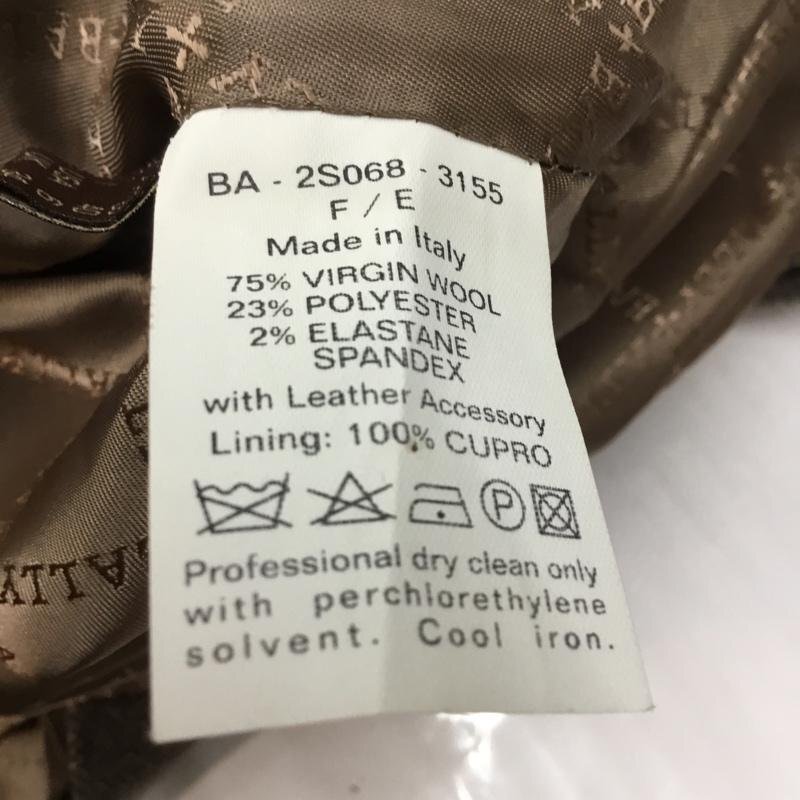 BA - 2S068 - 3155
F / E
Made in Italy
75% VIRGIN WOOL
23% POLYESTER
2% ELASTANE
SPANDEX
with Leather Accessory
Lining: 100% CUPRO
P
Professional dry clean only
with perchlorethylene
solvent. Cool iron.